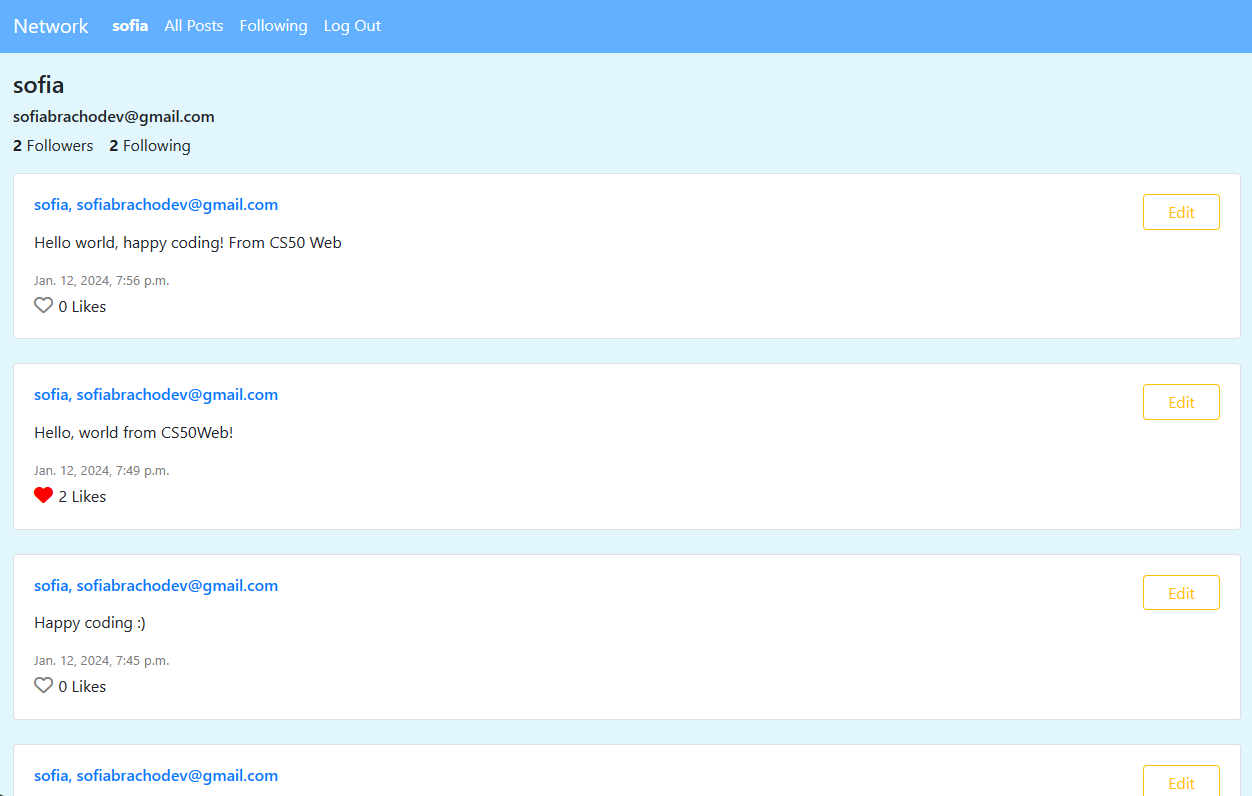 Network sofia All Posts Following Log Out
sofia
sofiabrachodev@gmail.com
2 Followers 2 Following
sofia, sofiabrachodev@gmail.com
Edit
Hello world, happy coding! From CS50 Web
Jan. 12, 2024, 7:56 p.m.
0 Likes
sofia, sofiabrachodev@gmail.com
Edit
Hello, world from CS50Web!
Jan. 12, 2024, 7:49 p.m.
2 Likes
sofia, sofiabrachodev@gmail.com
Edit
Happy coding :)
Jan. 12, 2024, 7:45 p.m.
0 Likes
sofia, sofiabrachodev@gmail.com
Edit